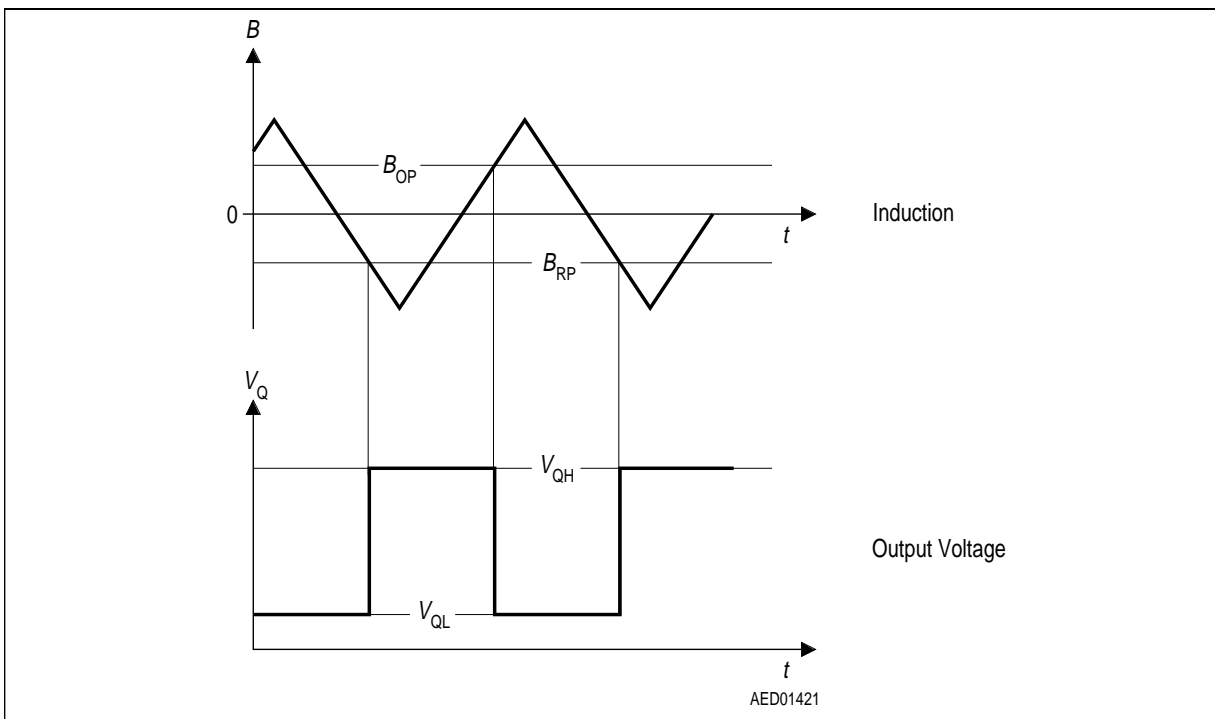 B
B_OP
0
t
Induction
B_RP
V_Q
V_QH
Output Voltage
V_QL
t
AED01421